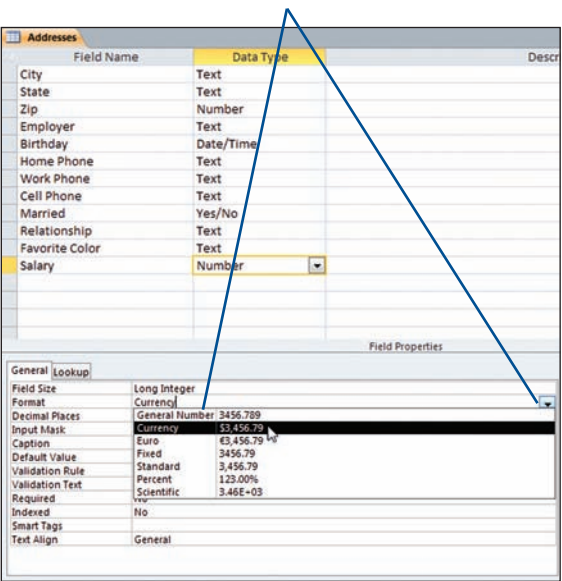 Addresses
Field Name Data Type Descr
City Text
State Text
Zip Number
Employer Text
Birthday Date/Time
Home Phone Text
Work Phone Text
Cell Phone Text
Married Yes/No
Relationship Text
Favorite Color Text
Salary Number
Field Properties
General Lookup
Field Size Long Integer
Format Currency
Decimal Places General Number 3456.789
Input Mask Currency $3,456.79
Caption Euro €3,456.79
Default Value Fixed 3456.79
Validation Rule Standard 3,456.79
Validation Text Percent 123.00%
Required Scientific 3.46E+03
Indexed No
Smart Tags
Text Align General